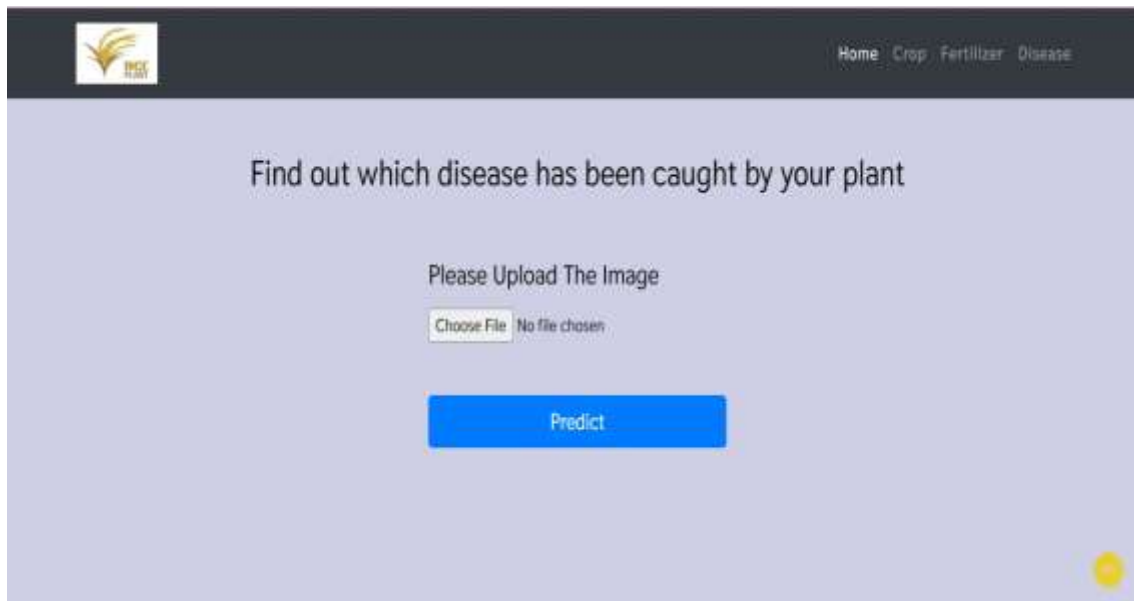 Home Crop Fertilizer Disease
Find out which disease has been caught by your plant
Please Upload The Image
Choose File No file chosen
Predict